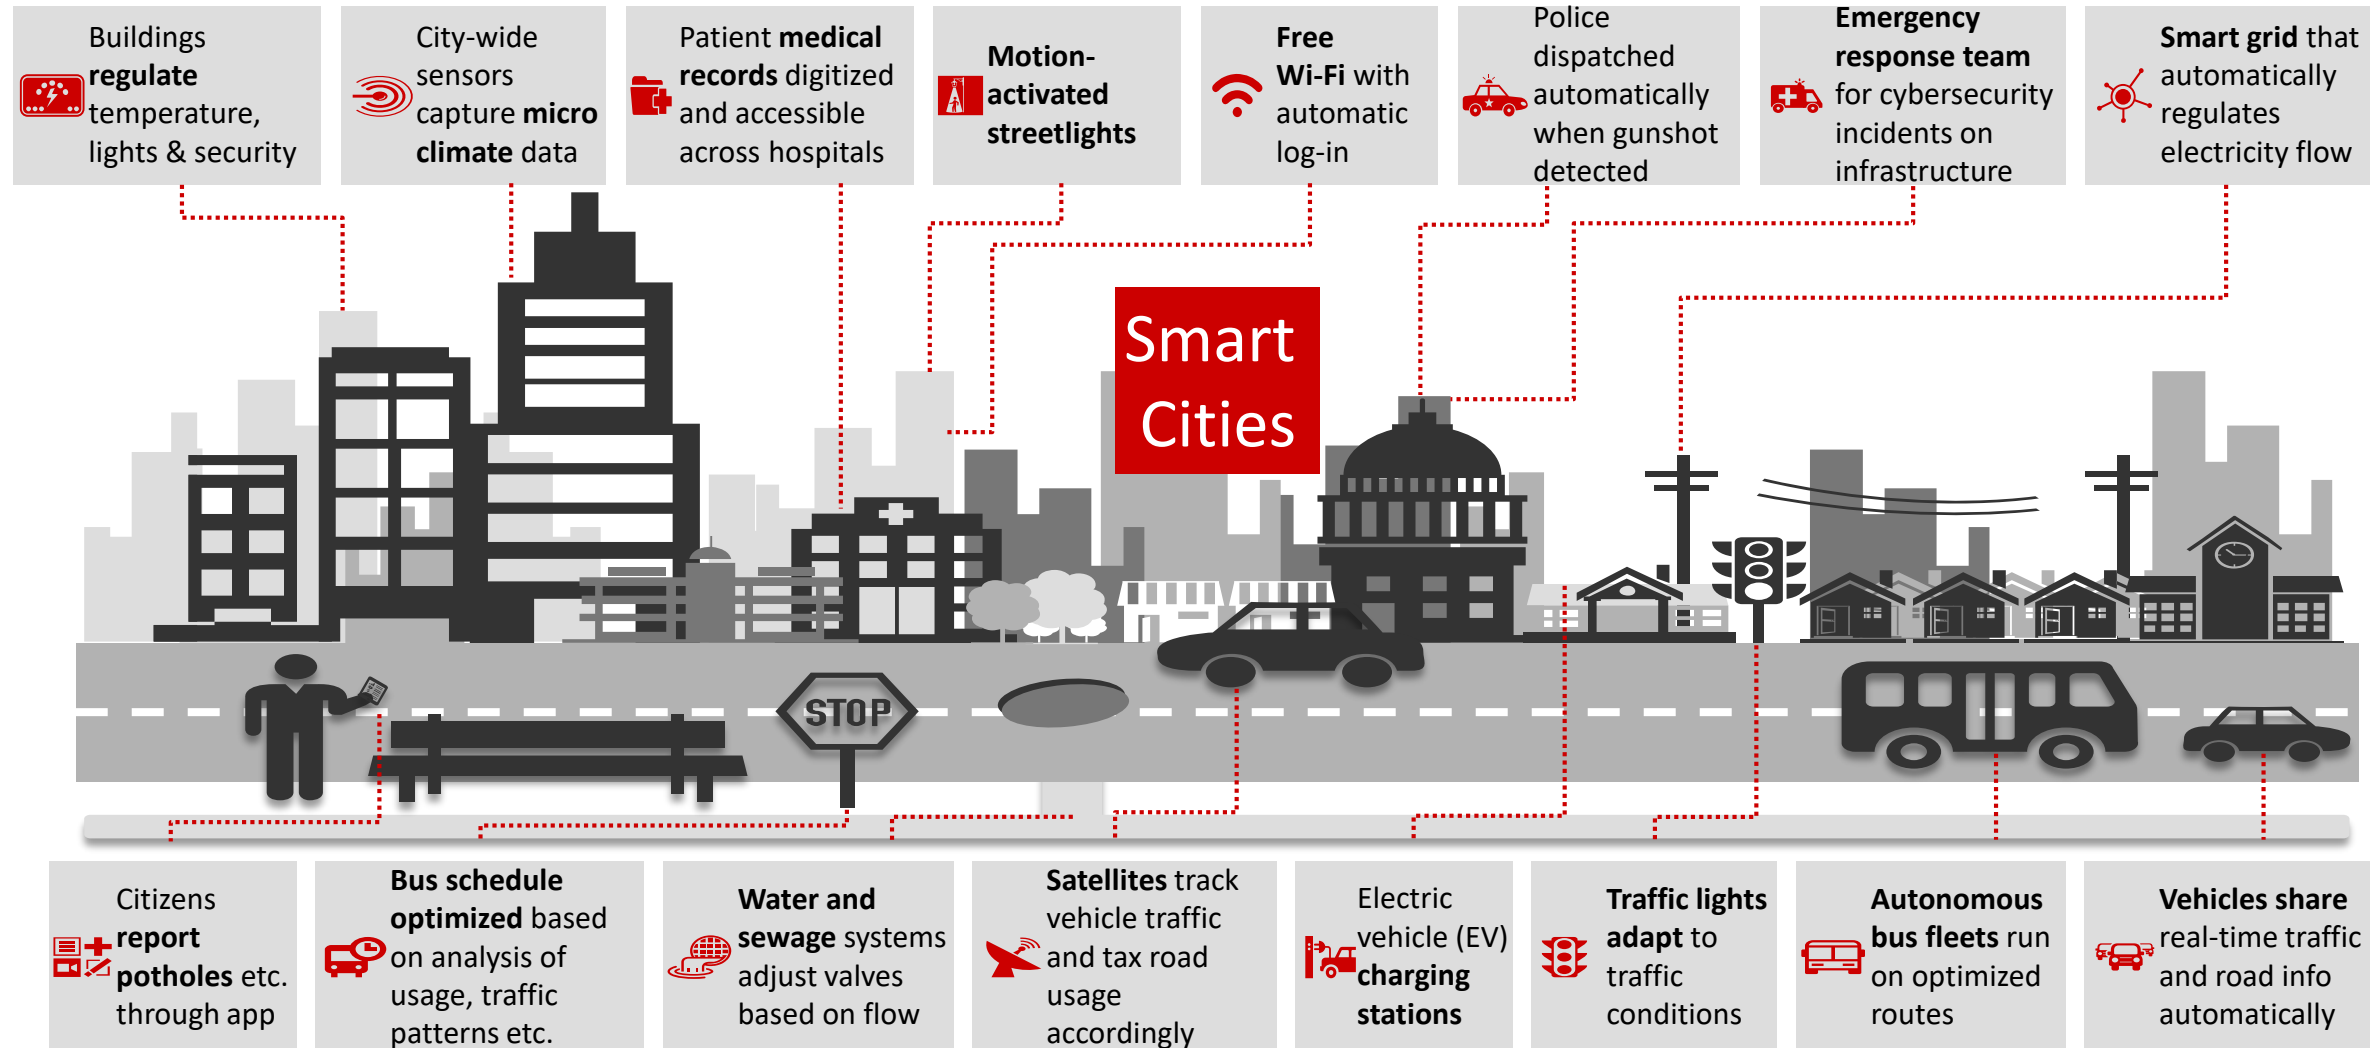 Buildings
regulate
temperature,
lights & security
City-wide
sensors
capture micro
climate data
Patient medical
records digitized
and accessible
across hospitals
Motion-
activated
streetlights
Free
Wi-Fi with
automatic
log-in
Police
dispatched
automatically
when gunshot
detected
Emergency
response team
for cybersecurity
incidents on
infrastructure
Smart grid that
automatically
regulates
electricity flow
Smart
Cities
STOP
Citizens
report
potholes etc.
through app
Bus schedule
optimized based
on analysis of
usage, traffic
patterns etc.
Water and
sewage systems
adjust valves
based on flow
Satellites track
vehicle traffic
and tax road
usage
accordingly
Electric
vehicle (EV)
charging
stations
Traffic lights
adapt to
traffic
conditions
Autonomous
bus fleets run
on optimized
routes
Vehicles share
real-time traffic
and road info
automatically